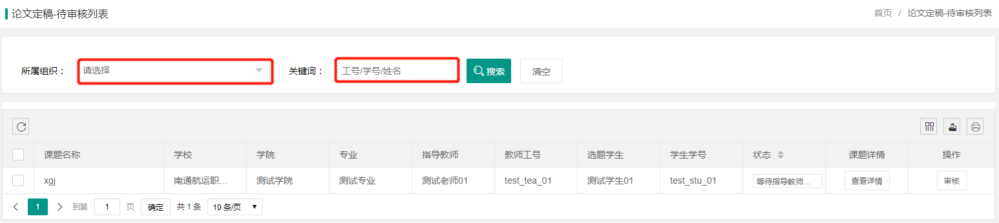 论文定稿-待审核列表
首页 / 论文定稿-待审核列表
所属组织： 请选择 关键词： 工号/学号/姓名 搜索 清空
课题名称 学校 学院 专业 指导教师 教师工号 选题学生 学生学号 状态 课题详情 操作
xgj 南通航运职... 测试学院 测试专业 测试老师01 test_tea_01 测试学生01 test_stu_01 等待指导教师... 查看详情 审核
1 到第 1 页 确定 共 1 条 10 条/页